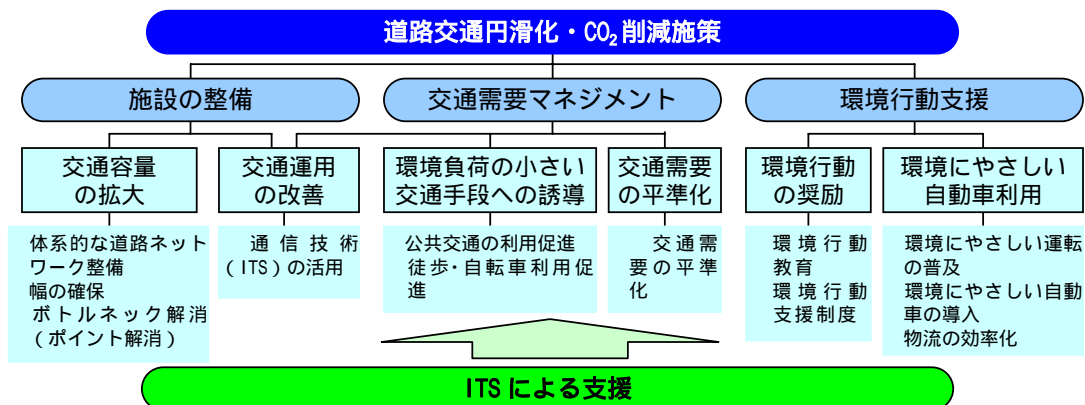 道路交通円滑化・CO₂削減施策
施設の整備
交通需要マネジメント
環境行動支援
交通容量
の拡大
交通運用
の改善
環境負荷の小さい
交通手段への誘導
交通需要
の平準化
環境行動
の奨励
環境にやさしい
自動車利用
体系的な道路ネット
ワーク整備
幅の確保
ボトルネック解消
(ポイント解消)
通信技術
(ITS)の活用
公共交通の利用促進
徒歩・自転車利用促
進
交通需
要の平準
化
環境行動
教育
環境行動
支援制度
環境にやさしい運転
の普及
環境にやさしい自動
車の導入
物流の効率化
ITSによる支援